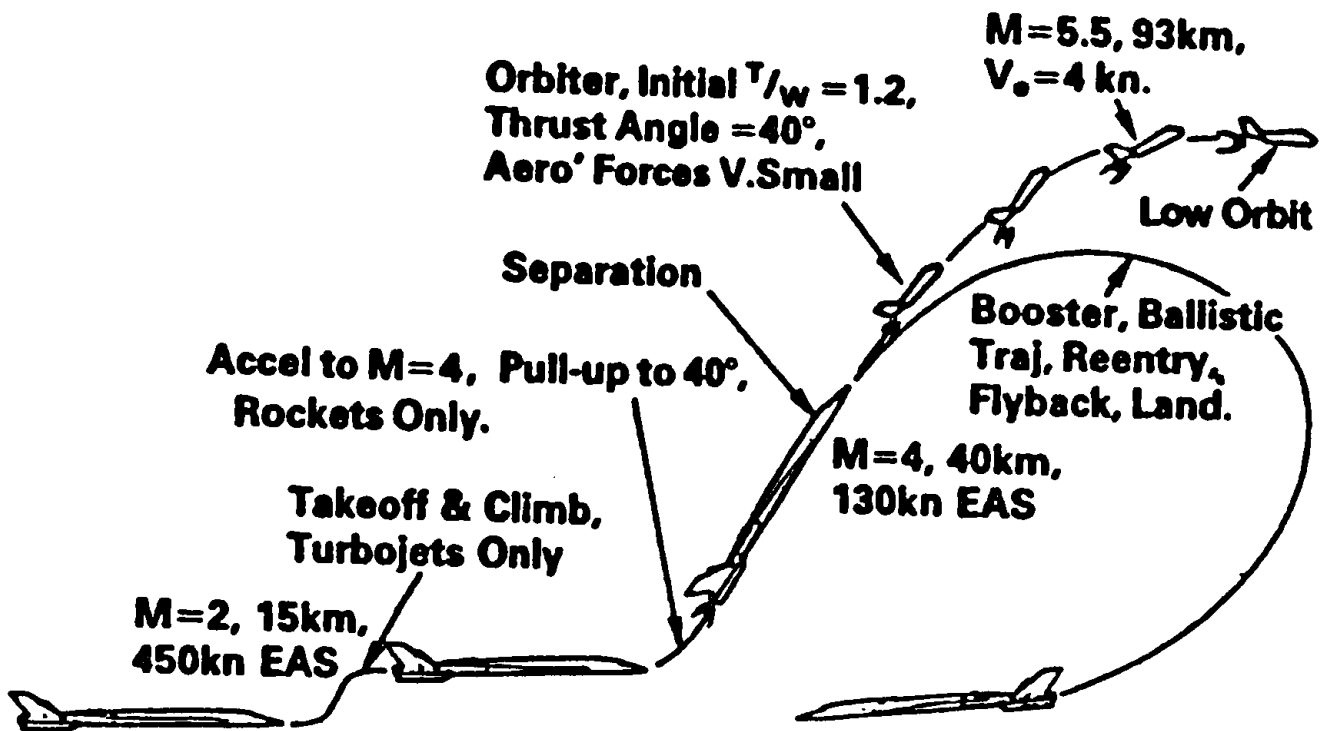 M=5.5, 93km,
Vₑ=4 kn.
Orbiter, Initial T/W =1.2,
Thrust Angle =40°,
Aero' Forces V.Small
Low Orbit
Separation
Booster, Ballistic
Traj, Reentry,
Flyback, Land.
Accel to M=4, Pull-up to 40°,
Rockets Only.
M=4, 40km,
130kn EAS
Takeoff & Climb,
Turbojets Only
M=2, 15km,
450kn EAS